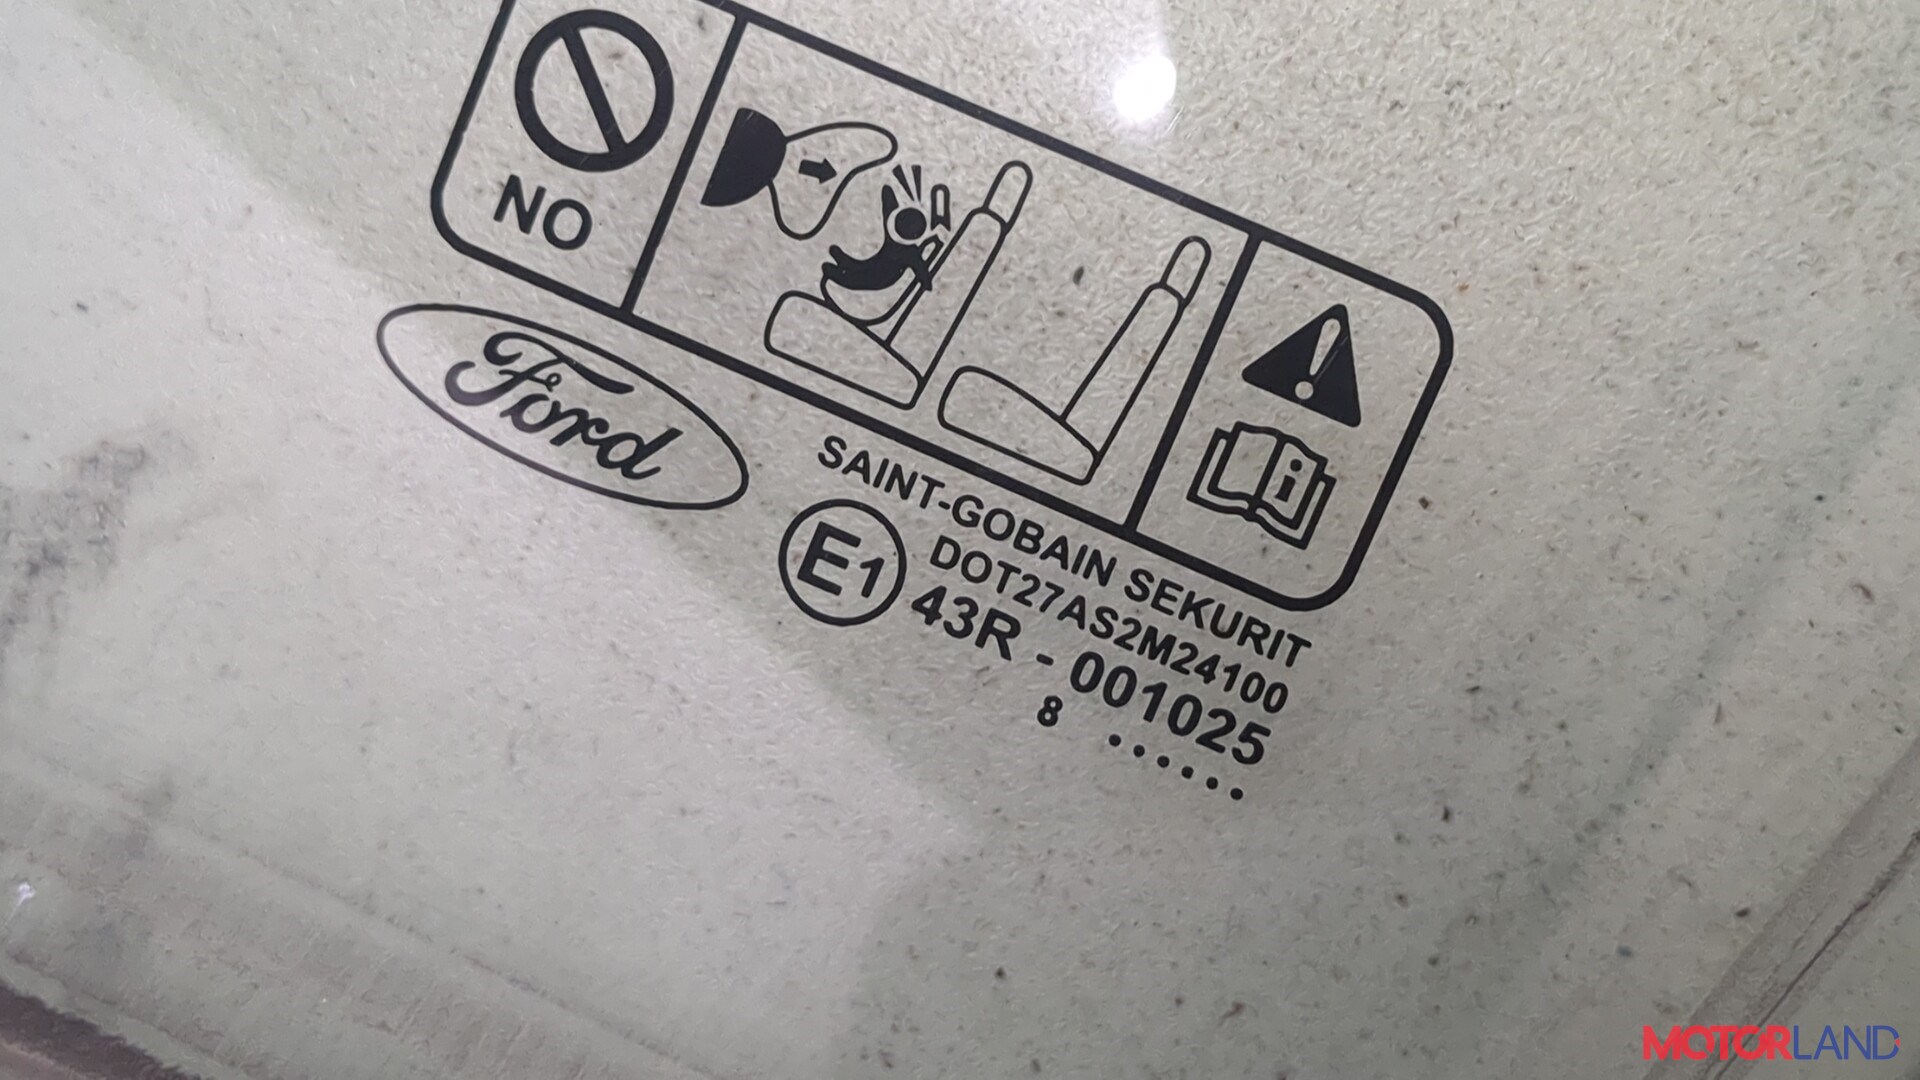 NO
Ford
SAINT-GOBAIN SEKURIT
DOT27AS2M24100
E1 43R - 001025
8 ......
MOTORLAND